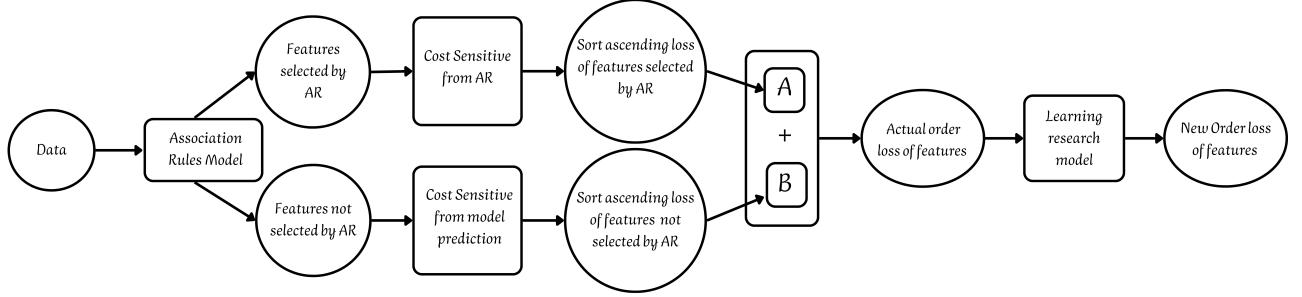 Data
Association
Rules Model
Features
selected by
AR
Cost Sensitive
from AR
Sort ascending loss
of features selected
by AR
Features not
selected by AR
Cost Sensitive
from model
prediction
Sort ascending loss
of features not
selected by AR
A
+
B
Actual order
loss of features
Learning
research
model
New Order loss
of features